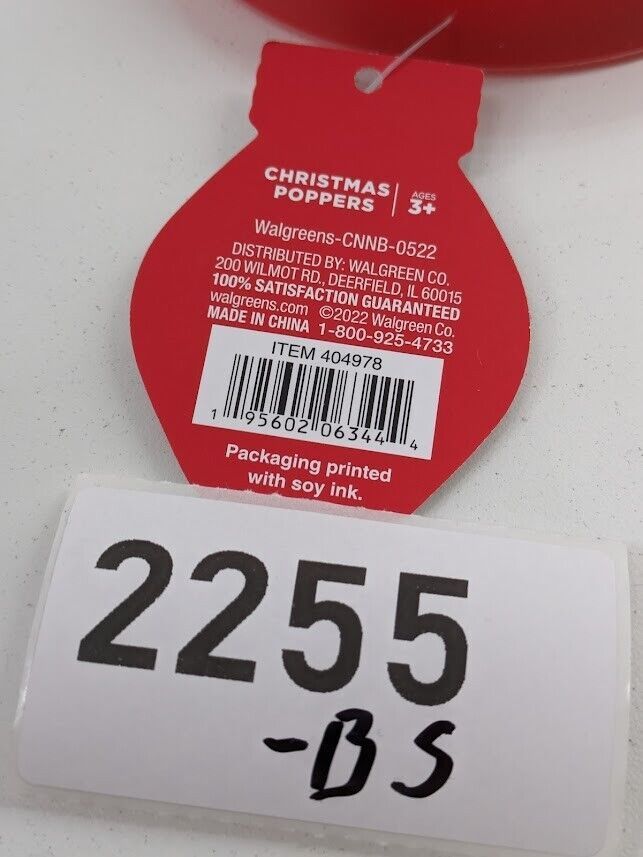 CHRISTMAS
POPPERS
AGES
3+
Walgreens-CNNB-0522
DISTRIBUTED BY: WALGREEN CO.
200 WILMOT RD., DEERFIELD, IL 60015
100% SATISFACTION GUARANTEED
walgreens.com ©2022 Walgreen Co.
MADE IN CHINA 1-800-925-4733
ITEM 404978
1 95602 06344 4
Packaging printed
with soy ink.
2255
-BS